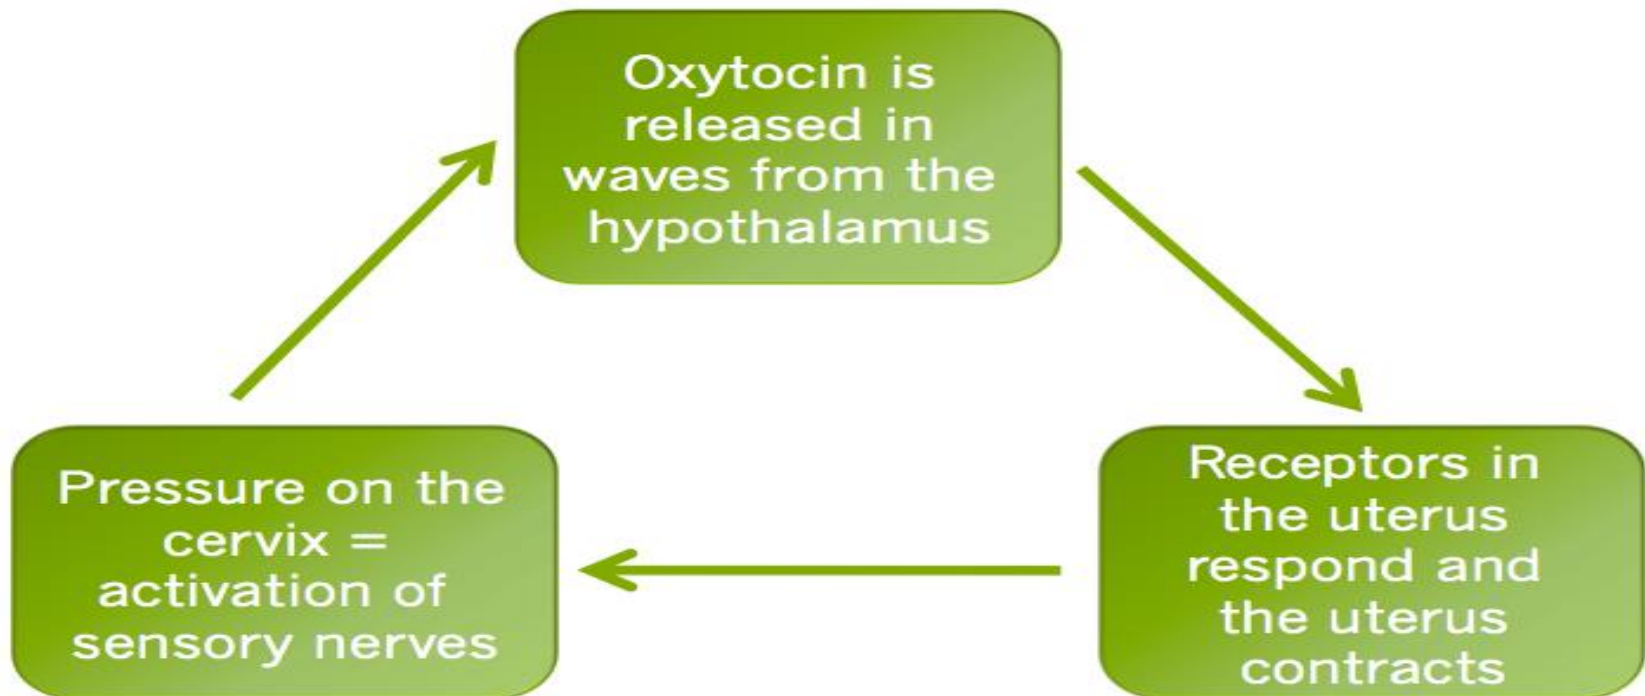 Oxytocin is
released in
waves from the
hypothalamus
Receptors in
the uterus
respond and
the uterus
contracts
Pressure on the
cervix =
activation of
sensory nerves